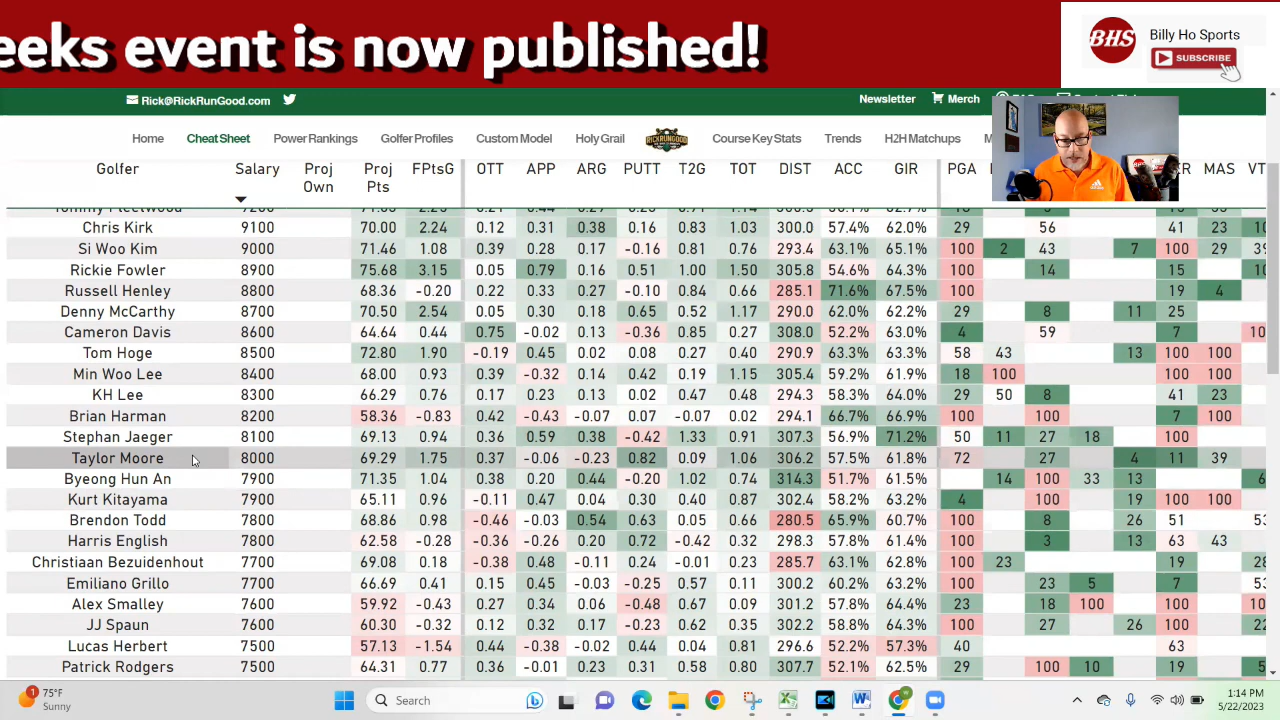 eeks event is now published!
BHS
Billy Ho Sports
SUBSCRIBE
Rick@RickRunGood.com
Newsletter Merch
Home Cheat Sheet Power Rankings Golfer Profiles Custom Model Holy Grail RICKRUNGOOD Course Key Stats Trends H2H Matchups M
Golfer Salary Proj Own Proj Pts FPtsG OTT APP ARG PUTT T2G TOT DIST ACC GIR PGA MAS VT
Chris Kirk 9100 70.00 2.24 0.12 0.31 0.38 0.16 0.83 1.03 300.0 57.4% 62.0% 29 56 41 23 10
Si Woo Kim 9000 71.46 1.08 0.39 0.28 0.17 -0.16 0.81 0.76 293.4 63.1% 65.1% 100 2 43 7 100 29 39
Rickie Fowler 8900 75.68 3.15 0.05 0.79 0.16 0.51 1.00 1.50 305.8 54.6% 64.3% 100 14 15 10
Russell Henley 8800 68.36 -0.20 0.22 0.33 0.27 -0.10 0.84 0.66 285.1 71.6% 67.5% 100 19 4
Denny McCarthy 8700 70.50 2.54 0.05 0.30 0.18 0.65 0.52 1.17 290.0 62.0% 62.2% 29 8 11 25
Cameron Davis 8600 64.64 0.44 0.75 -0.02 0.13 -0.36 0.85 0.27 308.0 52.2% 63.0% 4 59 7 10
Tom Hoge 8500 72.80 1.90 -0.19 0.45 0.02 0.08 0.27 0.40 290.9 63.3% 63.3% 58 43 13 100 100
Min Woo Lee 8400 68.00 0.93 0.39 -0.32 0.14 0.42 0.19 1.15 305.4 59.2% 61.9% 18 100 100 100
KH Lee 8300 66.29 0.76 0.17 0.17 0.13 0.02 0.47 0.48 294.3 58.3% 64.0% 29 50 8 41 23
Brian Harman 8200 58.36 -0.83 0.42 -0.43 -0.07 0.07 -0.07 0.02 294.1 66.7% 66.9% 100 100 7 100
Stephan Jaeger 8100 69.13 0.94 0.36 0.59 0.38 -0.42 1.33 0.91 307.3 56.9% 71.2% 50 11 27 18 100
Taylor Moore 8000 69.29 1.75 0.37 -0.06 -0.23 0.82 0.09 1.06 306.2 57.5% 61.8% 72 27 4 11 39
Byeong Hun An 7900 71.35 1.04 0.38 0.20 0.44 -0.20 1.02 0.74 314.3 51.7% 61.5% 14 100 33 13 6
Kurt Kitayama 7900 65.11 0.96 -0.11 0.47 0.04 0.30 0.40 0.87 302.4 58.2% 63.2% 4 100 19 100 100
Brendon Todd 7800 68.86 0.98 -0.46 -0.03 0.54 0.63 0.05 0.66 280.5 65.9% 60.7% 100 8 26 51 53
Harris English 7800 62.58 -0.28 -0.36 -0.26 0.20 0.72 -0.42 0.32 298.3 57.8% 61.4% 100 3 13 63 43
Christiaan Bezuidenhout 7700 69.08 0.18 -0.38 0.48 -0.11 0.24 -0.01 0.23 285.7 63.1% 62.8% 100 23 19 28
Emiliano Grillo 7700 66.69 0.41 0.15 0.45 -0.03 -0.25 0.57 0.11 300.2 60.2% 63.2% 100 23 5 7 53
Alex Smalley 7600 59.92 -0.43 0.27 0.34 0.06 -0.48 0.67 0.09 301.2 57.8% 64.4% 23 18 100 100 10
JJ Spaun 7600 60.30 -0.32 0.12 0.32 0.17 -0.23 0.62 0.35 302.2 58.8% 64.3% 100 27 26 100 22
Lucas Herbert 7500 57.13 -1.54 0.44 -0.38 -0.02 0.44 0.04 0.81 296.6 52.2% 57.3% 40 63
Patrick Rodgers 7500 64.31 0.77 0.36 -0.01 0.23 0.31 0.58 0.80 307.7 52.1% 62.5% 29 100 10 19 5
1
75°F
Sunny
Search
1:14 PM
5/22/2023